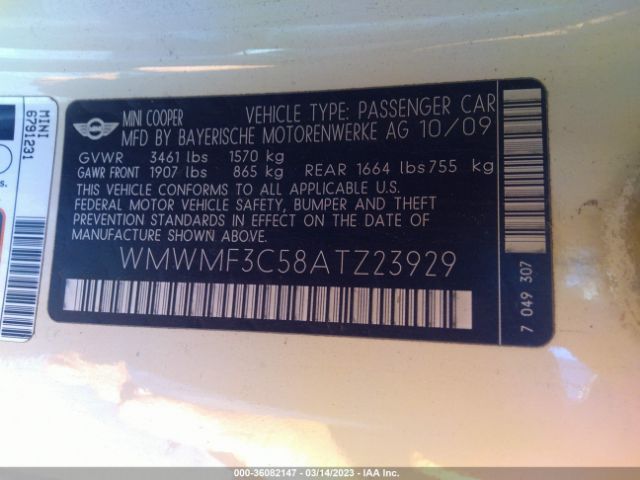 MINI COOPER VEHICLE TYPE: PASSENGER CAR
MFD BY BAYERISCHE MOTORENWERKE AG 10/09
GVWR 3461 lbs 1570 kg
GAWR FRONT 1907 lbs 865 kg REAR 1664 lbs 755 kg
THIS VEHICLE CONFORMS TO ALL APPLICABLE U.S.
FEDERAL MOTOR VEHICLE SAFETY, BUMPER AND THEFT
PREVENTION STANDARDS IN EFFECT ON THE DATE OF
MANUFACTURE SHOWN ABOVE.
WMWMF3C58ATZ23929
7 049 307
MINI
6791231
s.
000-36082147 - 03/14/2023 - IAA Inc.